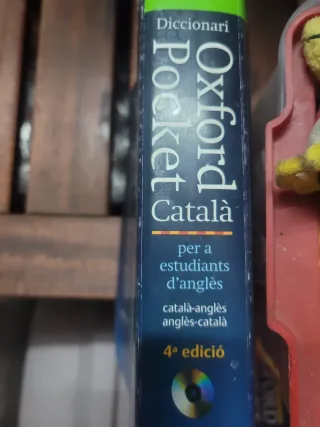 Diccionari
Oxford
Pocket
Català
per a
estudiants
d'anglès
català-anglès
anglès-català
4ª edició